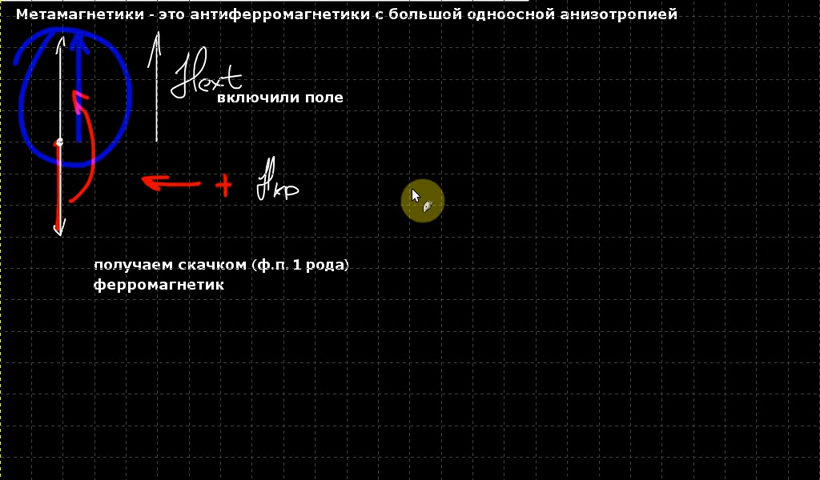 Метамагнетики - это антиферромагнетики с большой одноосной анизотропией
Hext
включили поле
← + Hкр
получаем скачком (ф.п. 1 рода)
ферромагнетик